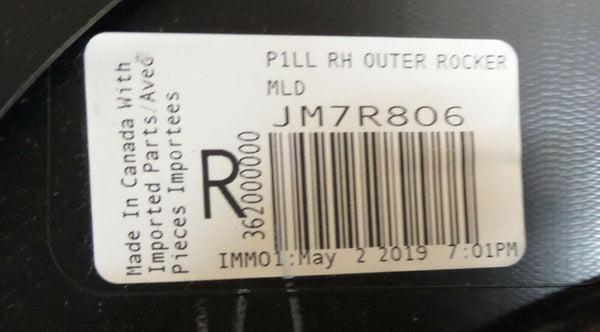 P1LL RH OUTER ROCKER
MLD
JM7R806
Made In Canada With
Imported Parts/Avec
Pieces Importees
R
362000000
IMM01:May 2 2019 7:01PM